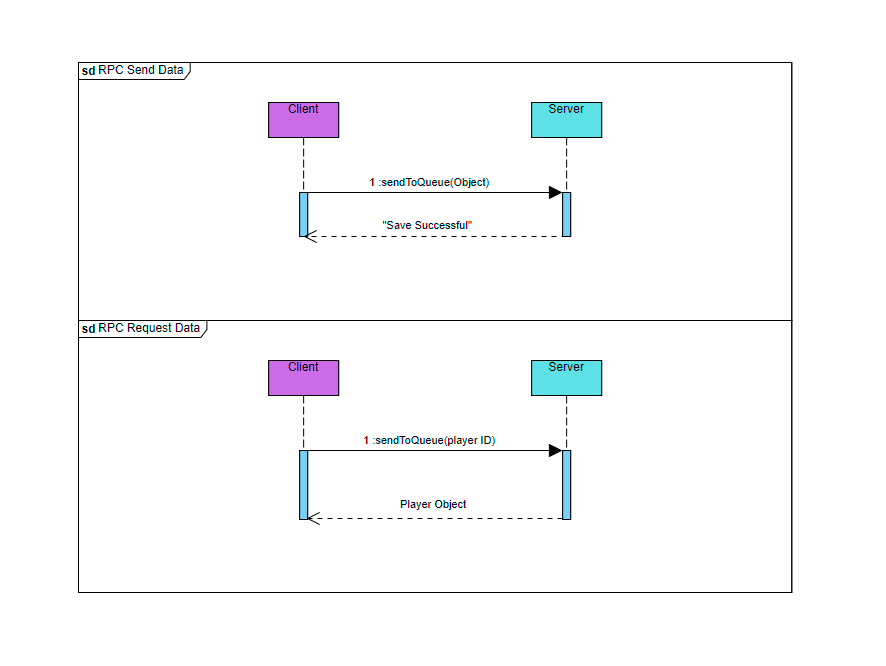 sd RPC Send Data
Client
Server
1 :sendToQueue(Object)
"Save Successful"
sd RPC Request Data
Client
Server
1 :sendToQueue(player ID)
Player Object